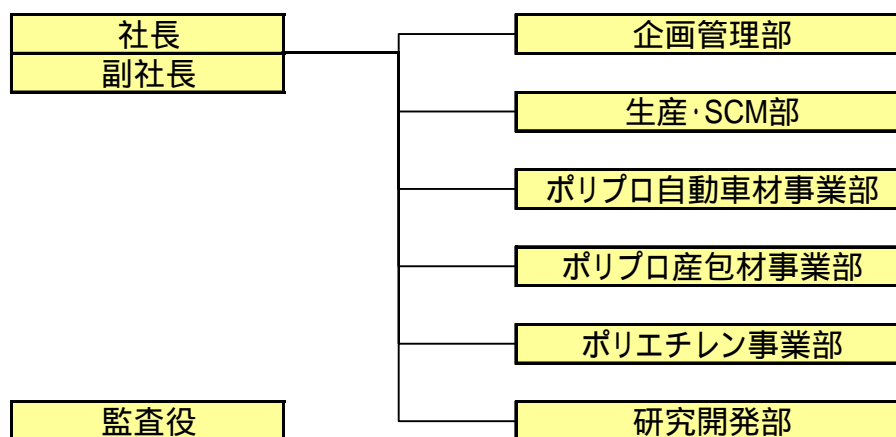 社長
副社長
監査役
企画管理部
生産・SCM部
ポリプロ自動車材事業部
ポリプロ産包材事業部
ポリエチレン事業部
研究開発部